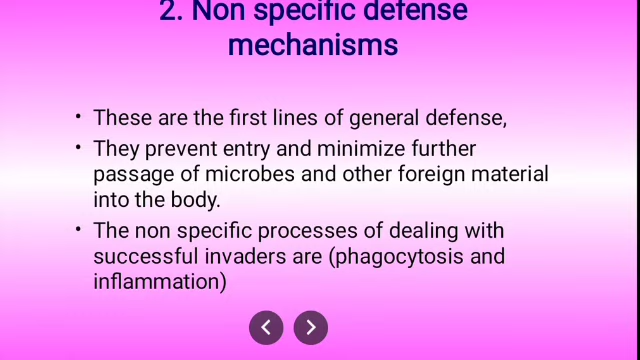 2. Non specific defense
mechanisms
• These are the first lines of general defense,
• They prevent entry and minimize further
passage of microbes and other foreign material
into the body.
• The non specific processes of dealing with
successful invaders are (phagocytosis and
inflammation)